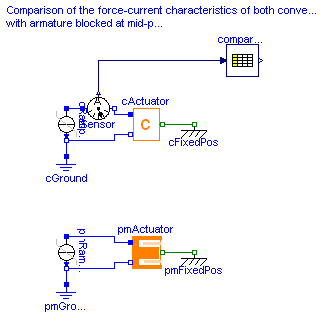 Comparison of the force-current characteristics of both conve...
with armature blocked at mid-p...
compar...
cActuator
A
C
cFixedPos
cGround
pmActuator
pmFixedPos
pmGro...